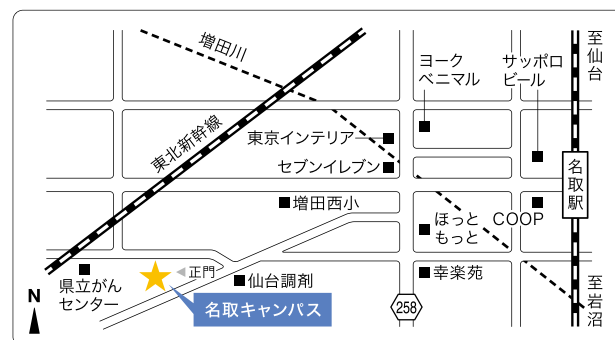 増田川
ヨーク
ベニマル
サッポロ
ビール
至仙台
東北新幹線
東京インテリア
セブンイレブン
名取駅
増田西小
ほっと
もっと
COOP
県立がん
センター
正門
仙台調剤
幸楽苑
至岩沼
名取キャンパス
258
N